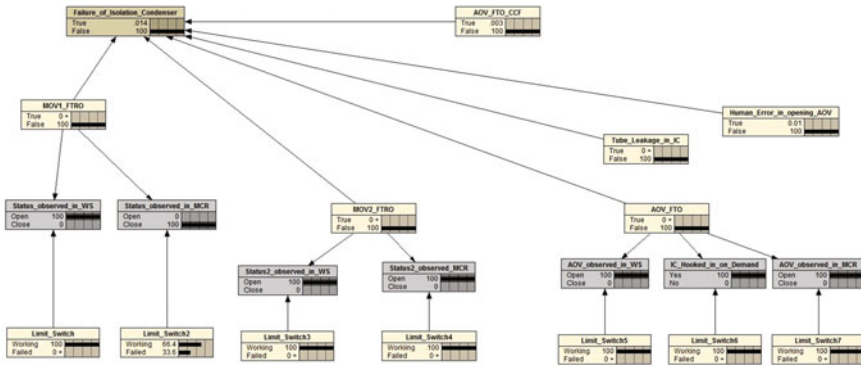 Failure_of_Isolation_Condenser
True .014
False 100
AOV_FTO_CCF
True .003
False 100
MOV1_FTRO
True 0 +
False 100
Human_Error_in_opening_AOV
True 0.01
False 100
Tube_Leakage_in_IC
True 0 +
False 100
Status_observed_in_WS
Open 100
Close 0
Status_observed_in_MCR
Open 0
Close 100
MOV2_FTRO
True 0 +
False 100
AOV_FTO
True 0 +
False 100
Status2_observed_in_WS
Open 100
Close 0
Status2_observed_MCR
Open 100
Close 0
AOV_observed_in_WS
Open 100
Close 0
IC_Hooked_in_on_Demand
Yes 100
No 0
AOV_observed_in_MCR
Open 100
Close 0
Limit_Switch
Working 100
Failed 0 +
Limit_Switch2
Working 66.4
Failed 33.6
Limit_Switch3
Working 100
Failed 0 +
Limit_Switch4
Working 100
Failed 0 +
Limit_Switch5
Working 100
Failed 0 +
Limit_Switch6
Working 100
Failed 0 +
Limit_Switch7
Working 100
Failed 0 +